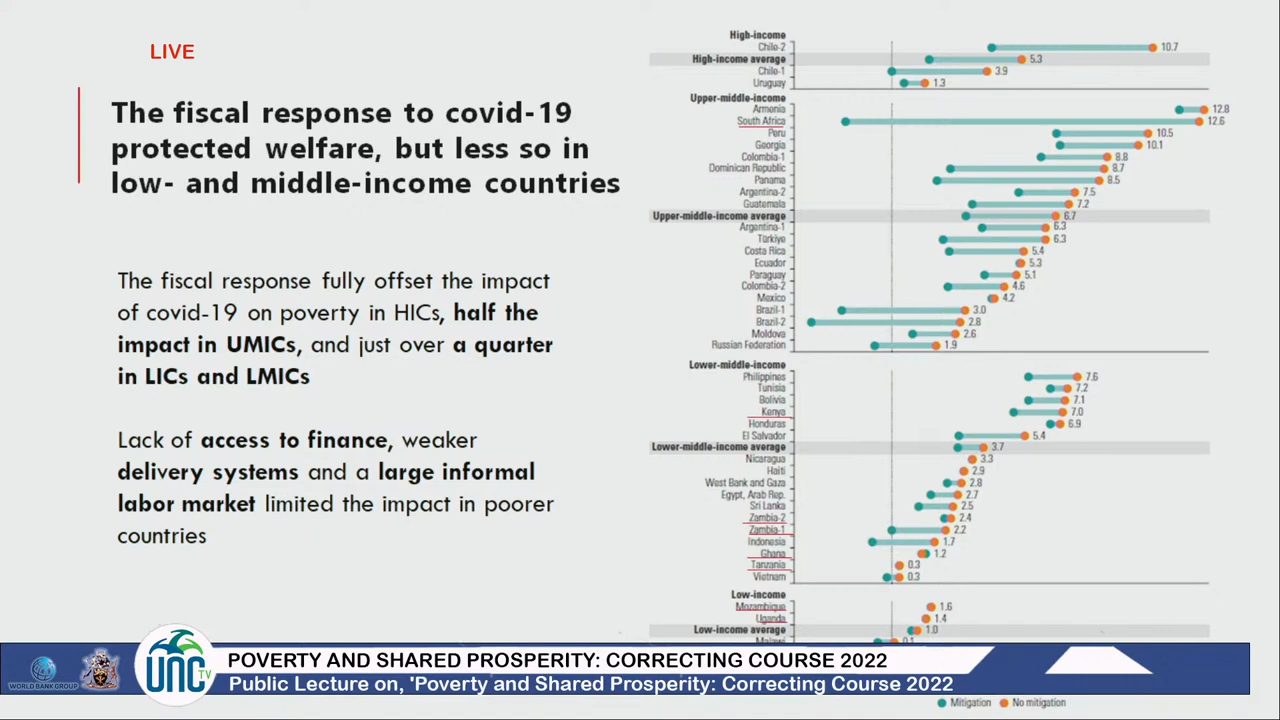 LIVE
The fiscal response to covid-19
protected welfare, but less so in
low- and middle-income countries
The fiscal response fully offset the impact
of covid-19 on poverty in HICs, half the
impact in UMICs, and just over a quarter
in LICs and LMICs
Lack of access to finance, weaker
delivery systems and a large informal
labor market limited the impact in poorer
countries
High-income
Chile-2 10.7
High-income average 5.3
Chile-1 3.9
Uruguay 1.3
Upper-middle-income
Armenia 12.8
South Africa 12.6
Peru 10.5
Georgia 10.1
Colombia-1 8.8
Dominican Republic 8.7
Panama 8.5
Argentina-2 7.5
Guatemala 7.2
Upper-middle-income average 6.7
Argentina-1 6.3
Türkiye 6.3
Costa Rica 5.4
Ecuador 5.3
Paraguay 5.1
Colombia-2 4.6
Mexico 4.2
Brazil-1 3.0
Brazil-2 2.8
Moldova 2.6
Russian Federation 1.9
Lower-middle-income
Philippines 7.6
Tunisia 7.2
Bolivia 7.1
Kenya 7.0
Honduras 6.9
El Salvador 5.4
Lower-middle-income average 3.7
Nicaragua 3.3
Haiti 2.9
West Bank and Gaza 2.8
Egypt, Arab Rep. 2.7
Sri Lanka 2.5
Zambia-2 2.4
Zambia-1 2.2
Indonesia 1.7
Ghana 1.2
Tanzania 0.3
Vietnam 0.3
Low-income
Mozambique 1.6
Uganda 1.4
Low-income average 1.0
Malawi 0.1
WORLD BANK GROUP
UNC TV
POVERTY AND SHARED PROSPERITY: CORRECTING COURSE 2022
Public Lecture on, 'Poverty and Shared Prosperity: Correcting Course 2022
Mitigation No mitigation